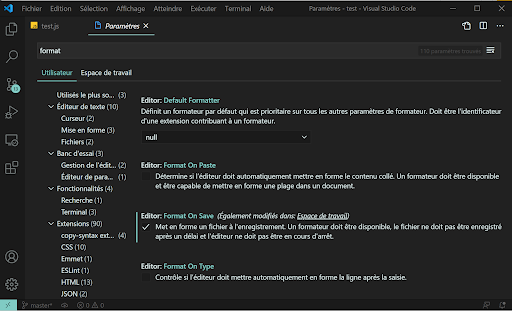 Fichier Edition Sélection Affichage Atteindre Exécuter Terminal ... Paramètres - test - Visual Studio Code
test.js Paramètres
format 110 paramètres trouvés
Utilisateur Espace de travail
Utilisés le plus so... (3)
Éditeur de texte (10)
Curseur (2)
Mise en forme (3)
Fichiers (2)
Banc d'essai (3)
Gestion de l'édit... (2)
Éditeur de para... (1)
Fonctionnalités (4)
Recherche (1)
Terminal (3)
Extensions (90)
copy-syntax ext... (4)
CSS (10)
Emmet (1)
ESLint (1)
HTML (13)
JSON (2)
Editor: Default Formatter
Définit un formateur par défaut qui est prioritaire sur tous les autres paramètres de formateur. Doit être l'identificateur
d'une extension contribuant à un formateur.
null
Editor: Format On Paste
Détermine si l'éditeur doit automatiquement mettre en forme le contenu collé. Un formateur doit être disponible
et être capable de mettre en forme une plage dans un document.
Editor: Format On Save (Également modifiés dans: Espace de travail)
Met en forme un fichier à l'enregistrement. Un formateur doit être disponible, le fichier ne doit pas être enregistré
après un délai et l'éditeur ne doit pas être en cours d'arrêt.
Editor: Format On Type
Contrôle si l'éditeur doit mettre automatiquement en forme la ligne après la saisie.
master* 0 0